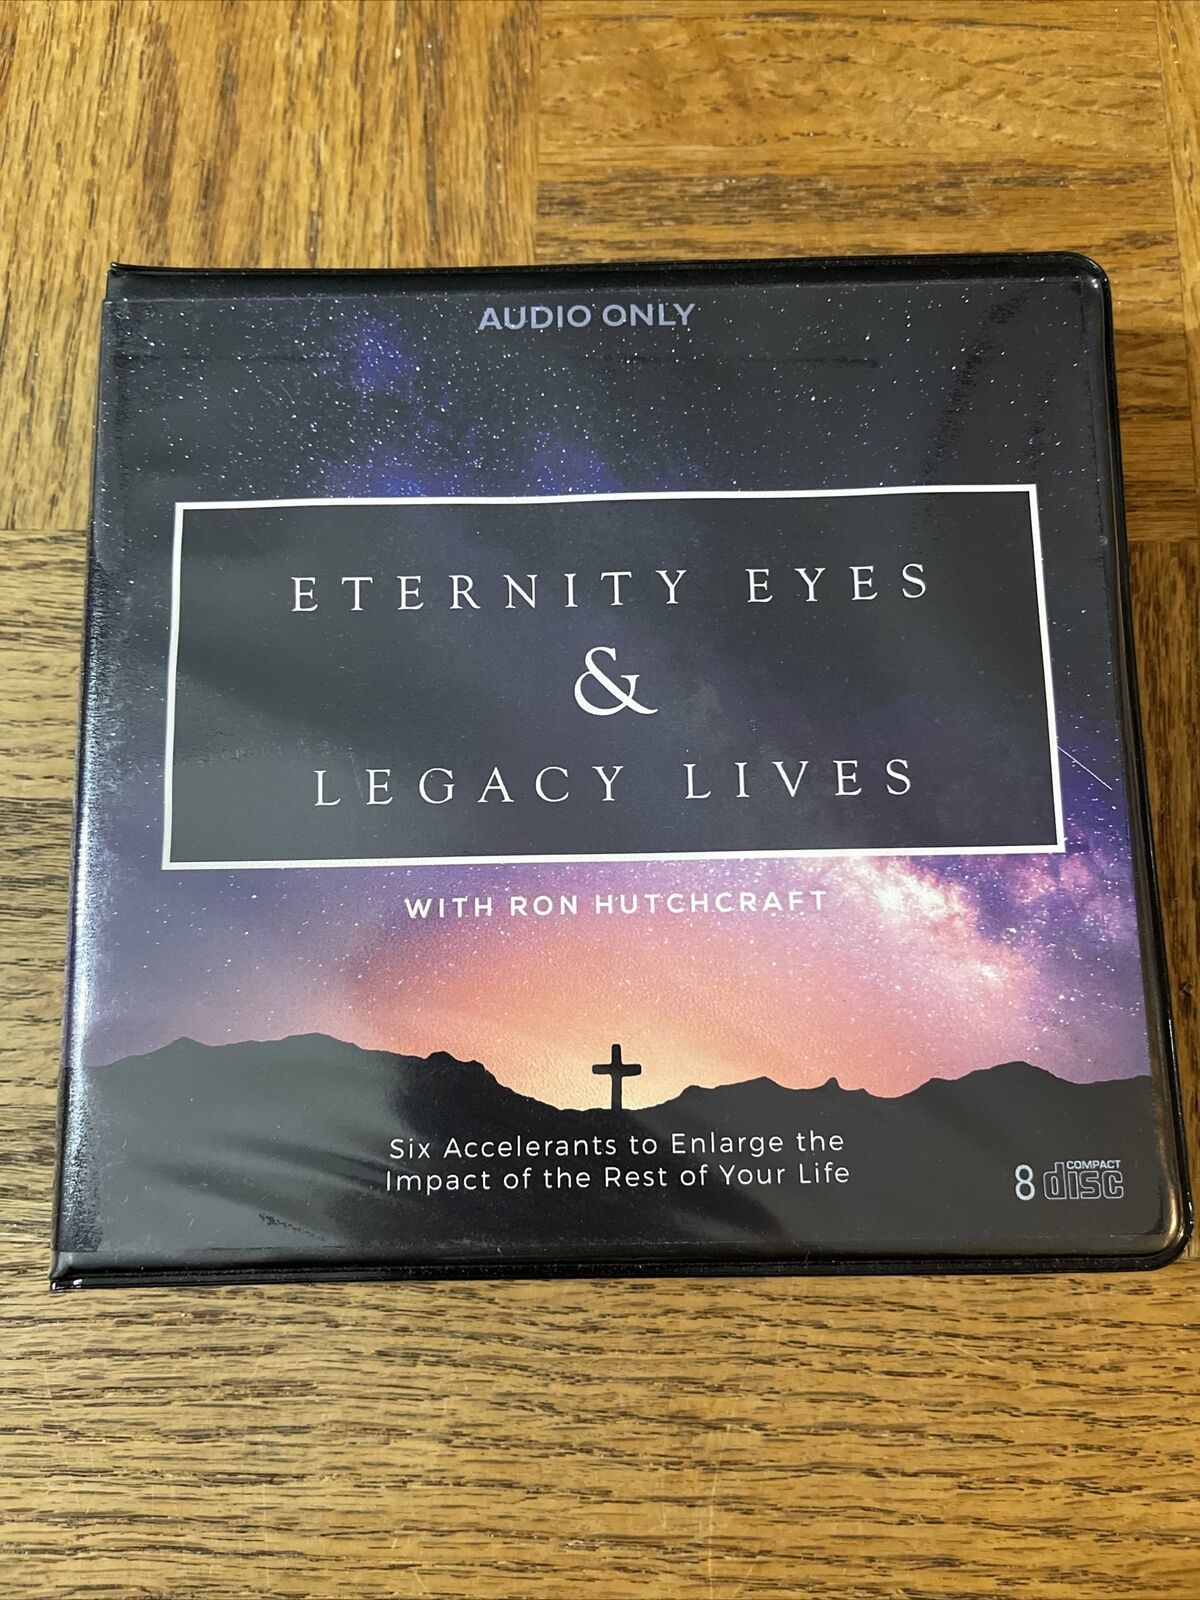 AUDIO ONLY
ETERNITY EYES
&
LEGACY LIVES
WITH RON HUTCHCRAFT
Six Accelerants to Enlarge the
Impact of the Rest of Your Life
8 COMPACT disc